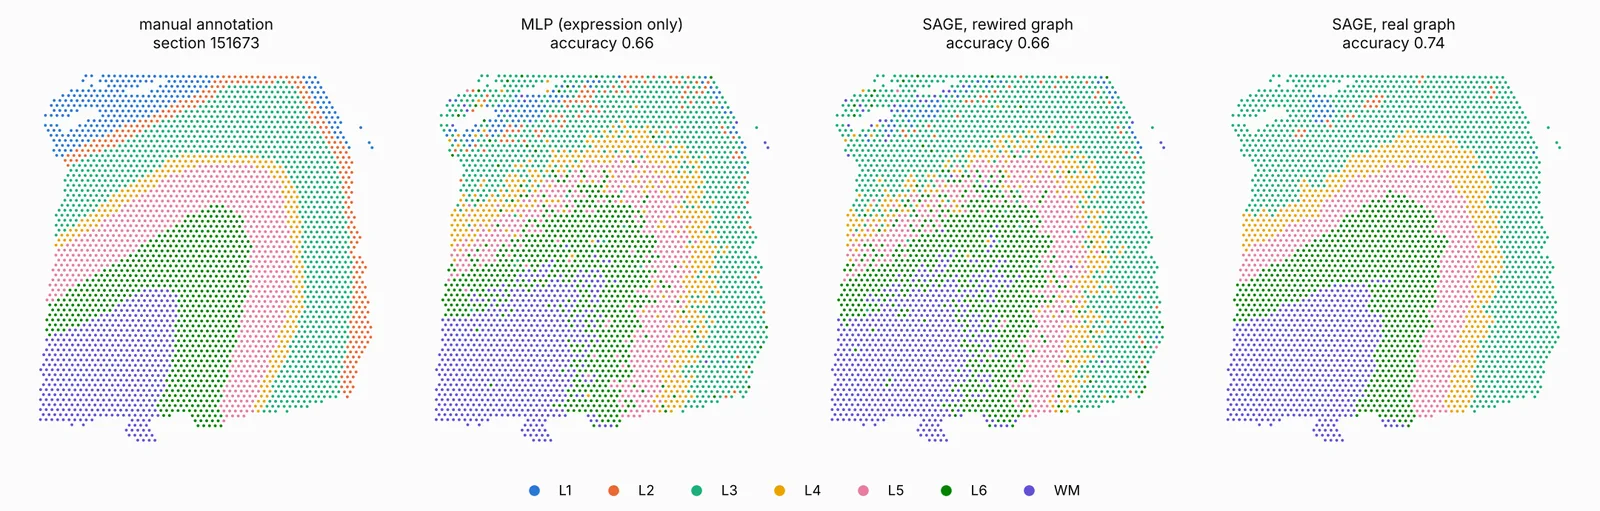 manual annotation
section 151673
MLP (expression only)
accuracy 0.66
SAGE, rewired graph
accuracy 0.66
SAGE, real graph
accuracy 0.74
L1 L2 L3 L4 L5 L6 WM